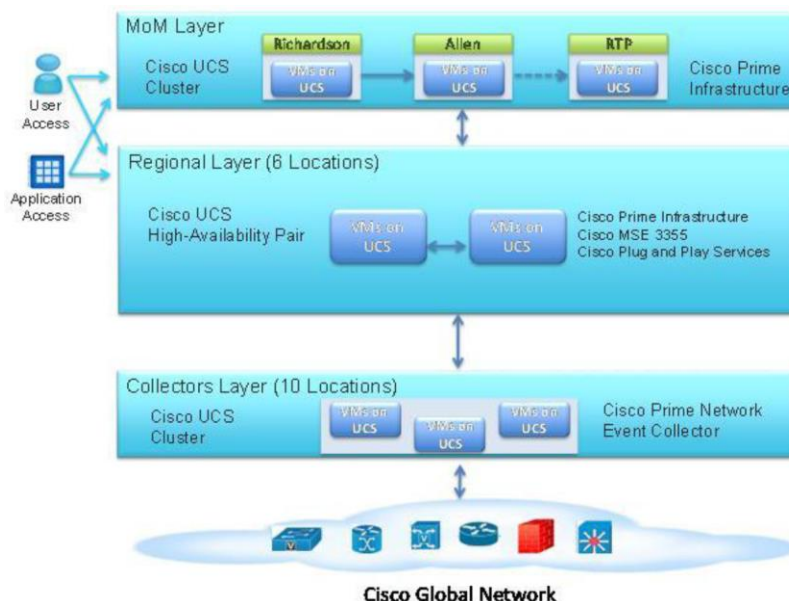 MoM Layer
Richardson
Allen
RTP
Cisco UCS
Cluster
VMs on
UCS
VMs on
UCS
VMs on
UCS
Cisco Prime
Infrastructure
User
Access
Application
Access
Regional Layer (6 Locations)
Cisco UCS
High-Availability Pair
VMs on
UCS
VMs on
UCS
Cisco Prime Infrastructure
Cisco MSE 3355
Cisco Plug and Play Services
Collectors Layer (10 Locations)
Cisco UCS
Cluster
VMs on
UCS
VMs on
UCS
VMs on
UCS
Cisco Prime Network
Event Collector
V
V
Cisco Global Network